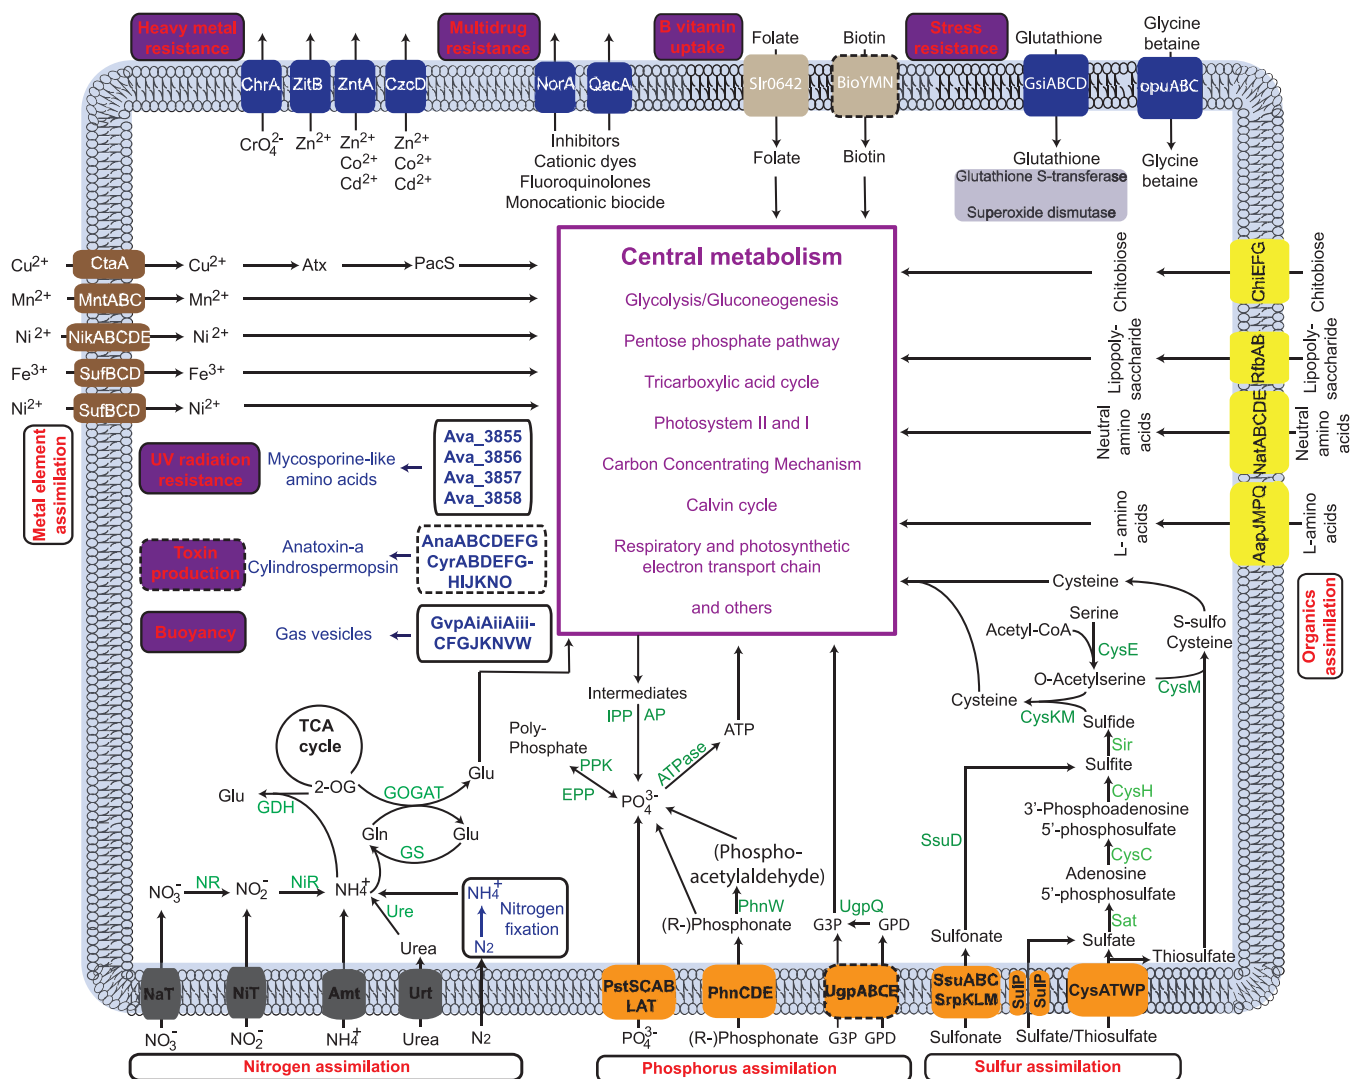 Heavy metal
resistance
Multidrug
resistance
B vitamin
uptake
Folate
Biotin
Stress
resistance
Glutathione
Glycine
betaine
ChrA
ZitB
ZntA
CzcD
NorA
QacA
Slr0642
BioYMN
GsiABCD
opuABC
CrO₄²⁻
Zn²⁺
Zn²⁺
Co²⁺
Cd²⁺
Zn²⁺
Co²⁺
Cd²⁺
Inhibitors
Cationic dyes
Fluoroquinolones
Monocationic biocide
Folate
Biotin
Glutathione
Glutathione S-transferase
Superoxide dismutase
Glycine
betaine
Cu²⁺
CtaA
Cu²⁺
Atx
PacS
Mn²⁺
MntABC
Mn²⁺
Ni²⁺
NikABCDE
Ni²⁺
Fe³⁺
SufBCD
Fe³⁺
Ni²⁺
SufBCD
Ni²⁺
Metal element
assimilation
Central metabolism
Glycolysis/Gluconeogenesis
Pentose phosphate pathway
Tricarboxylic acid cycle
Photosystem II and I
Carbon Concentrating Mechanism
Calvin cycle
Respiratory and photosynthetic
electron transport chain
and others
Chitobiose
ChiEFG
Chitobiose
Lipopoly-
saccharide
RfbAB
Lipopoly-
saccharide
Neutral
amino
acids
NatABCDE
Neutral
amino
acids
L- amino
acids
AapJMPQ
L-amino
acids
Organics
assimilation
UV radiation
resistance
Mycosporine-like
amino acids
Ava_3855
Ava_3856
Ava_3857
Ava_3858
Toxin
production
Anatoxin-a
Cylindrospermopsin
AnaABCDEFG
CyrABDEFG-
HIJKNO
Buoyancy
Gas vesicles
GvpAiAiiAiii-
CFGJKNVW
TCA
cycle
2-OG
Glu
GDH
GOGAT
Glu
Gln
Glu
GS
NO₃⁻
NR
NO₂⁻
NiR
NH₄⁺
Ure
Urea
NH₄⁺
Nitrogen
fixation
N₂
NaT
NiT
Amt
Urt
NO₃⁻
NO₂⁻
NH₄⁺
Urea
N₂
Nitrogen assimilation
Intermediates
IPP
AP
Poly-
Phosphate
PPK
EPP
PO₄³⁻
ATPase
ATP
(Phospho-
acetylaldehyde)
PhnW
(R-)Phosphonate
UgpQ
G3P
GPD
PstSCAB
LAT
PhnCDE
UgpABCE
PO₄³⁻
(R-)Phosphonate
G3P
GPD
Phosphorus assimilation
Cysteine
Serine
Acetyl-CoA
CysE
S-sulfo
Cysteine
O-Acetylserine
CysM
Cysteine
CysKM
Sulfide
Sir
Sulfite
CysH
3'-Phosphoadenosine
5'-phosphosulfate
SsuD
CysC
Adenosine
5'-phosphosulfate
Sat
Sulfonate
Sulfate
Thiosulfate
SsuABC
SrpKLM
SulP
SulP
CysATWP
Sulfonate
Sulfate/Thiosulfate
Sulfur assimilation